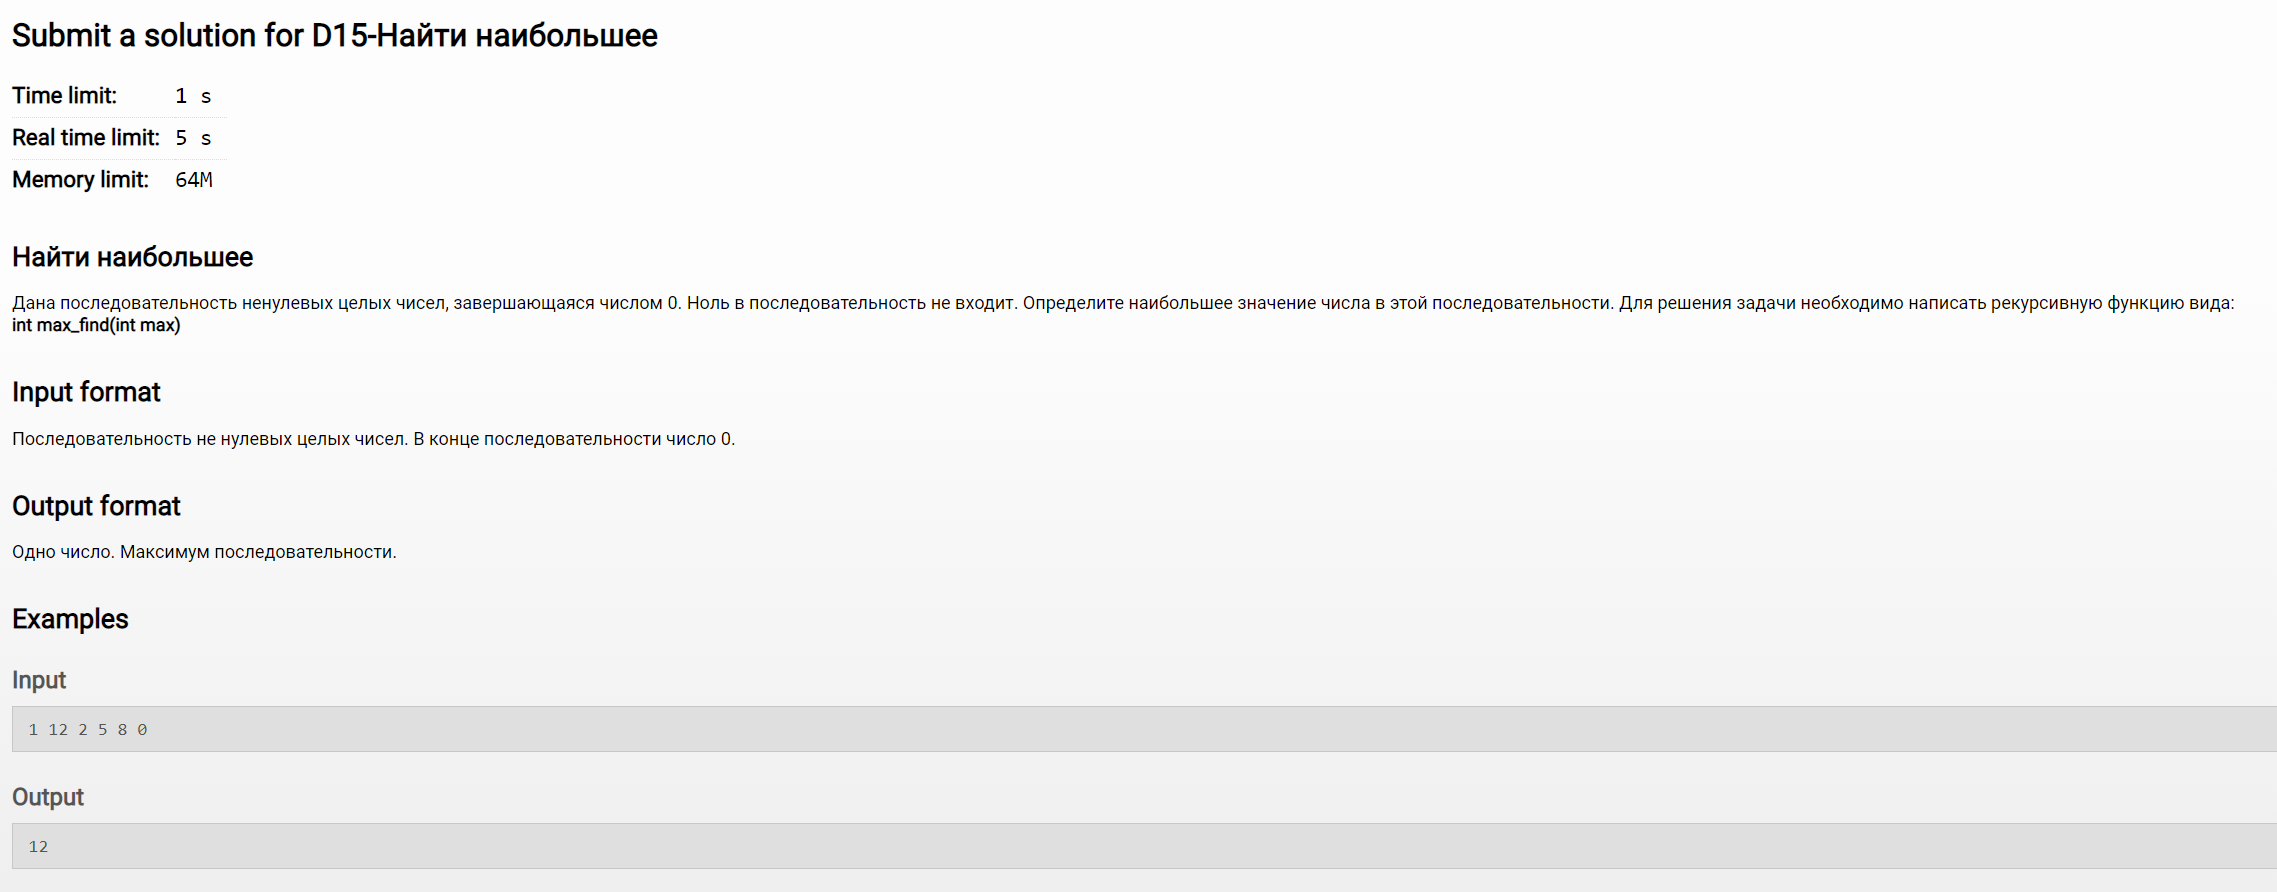 Submit a solution for D15-Найти наибольшее
Time limit: 1 s
Real time limit: 5 s
Memory limit: 64M
Найти наибольшее
Дана последовательность ненулевых целых чисел, завершающаяся числом 0. Ноль в последовательность не входит. Определите наибольшее значение числа в этой последовательности. Для решения задачи необходимо написать рекурсивную функцию вида:
int max_find(int max)
Input format
Последовательность не нулевых целых чисел. В конце последовательности число 0.
Output format
Одно число. Максимум последовательности.
Examples
Input
1 12 2 5 8 0
Output
12